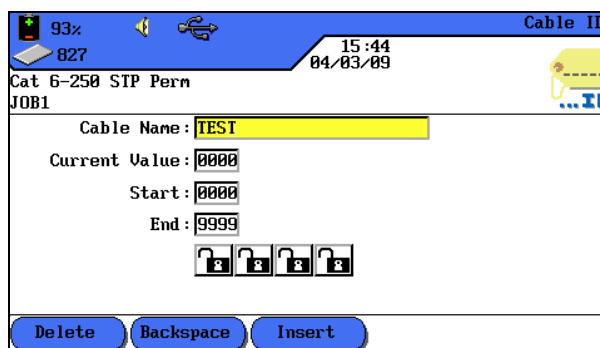 93% Cable ID
827 15:44
04/03/09
Cat 6-250 STP Perm
JOB1 ...I
Cable Name: TEST
Current Value: 0000
Start: 0000
End: 9999
Delete Backspace Insert